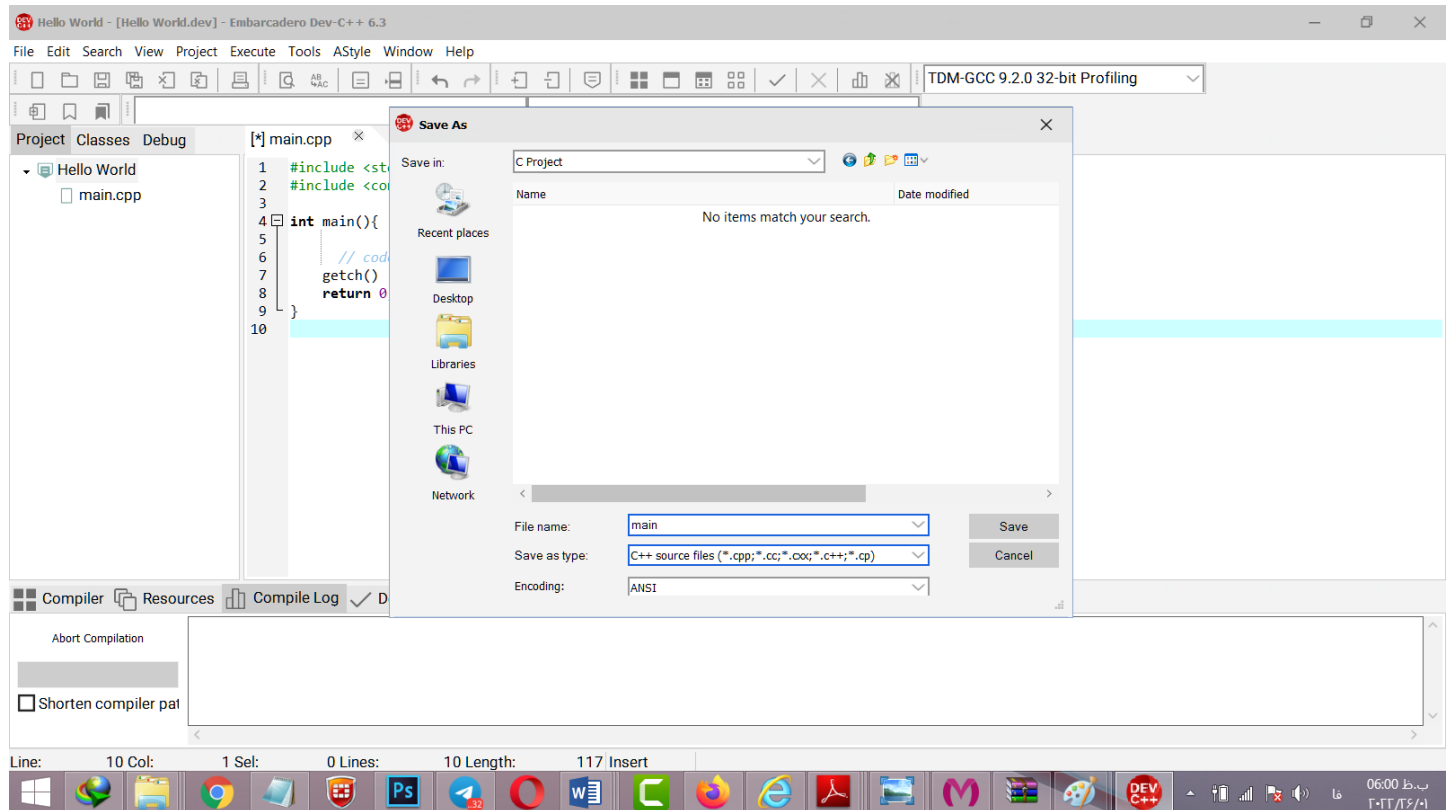 Hello World - [Hello World.dev] - Embarcadero Dev-C++ 6.3
File Edit Search View Project Execute Tools AStyle Window Help
TDM-GCC 9.2.0 32-bit Profiling
Project Classes Debug
[*] main.cpp
Hello World
main.cpp
1 #include <st
2 #include <co
3
4 int main(){
5
6 // cod
7 getch()
8 return 0
9 }
10
Save As
Save in: C Project
Name Date modified
No items match your search.
Recent places
Desktop
Libraries
This PC
Network
File name: main Save
Save as type: C++ source files (*.cpp;*.cc;*.cxx;*.c++;*.cp) Cancel
Encoding: ANSI
Compiler Resources Compile Log D
Abort Compilation
Shorten compiler pat
Line: 10 Col: 1 Sel: 0 Lines: 10 Length: 117 Insert
Ps
32
DEV C++
فا
06:00 ب.ظ